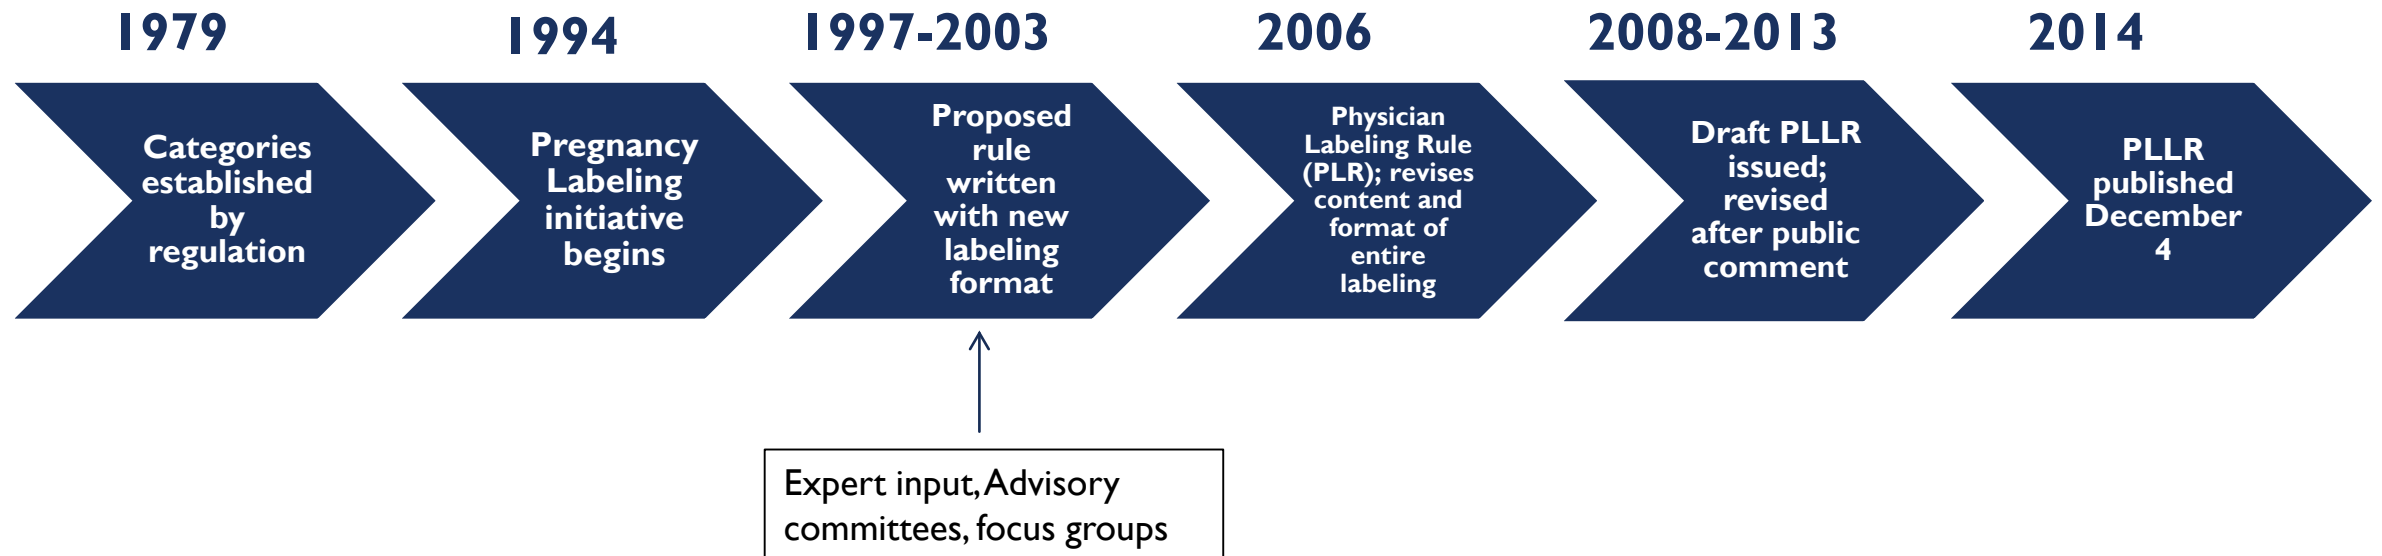 1979
Categories
established
by
regulation
1994
Pregnancy
Labeling
initiative
begins
1997-2003
Proposed
rule
written
with new
labeling
format
Expert input, Advisory
committees, focus groups
2006
Physician
Labeling Rule
(PLR); revises
content and
format of
entire
labeling
2008-2013
Draft PLLR
issued;
revised
after public
comment
2014
PLLR
published
December
4